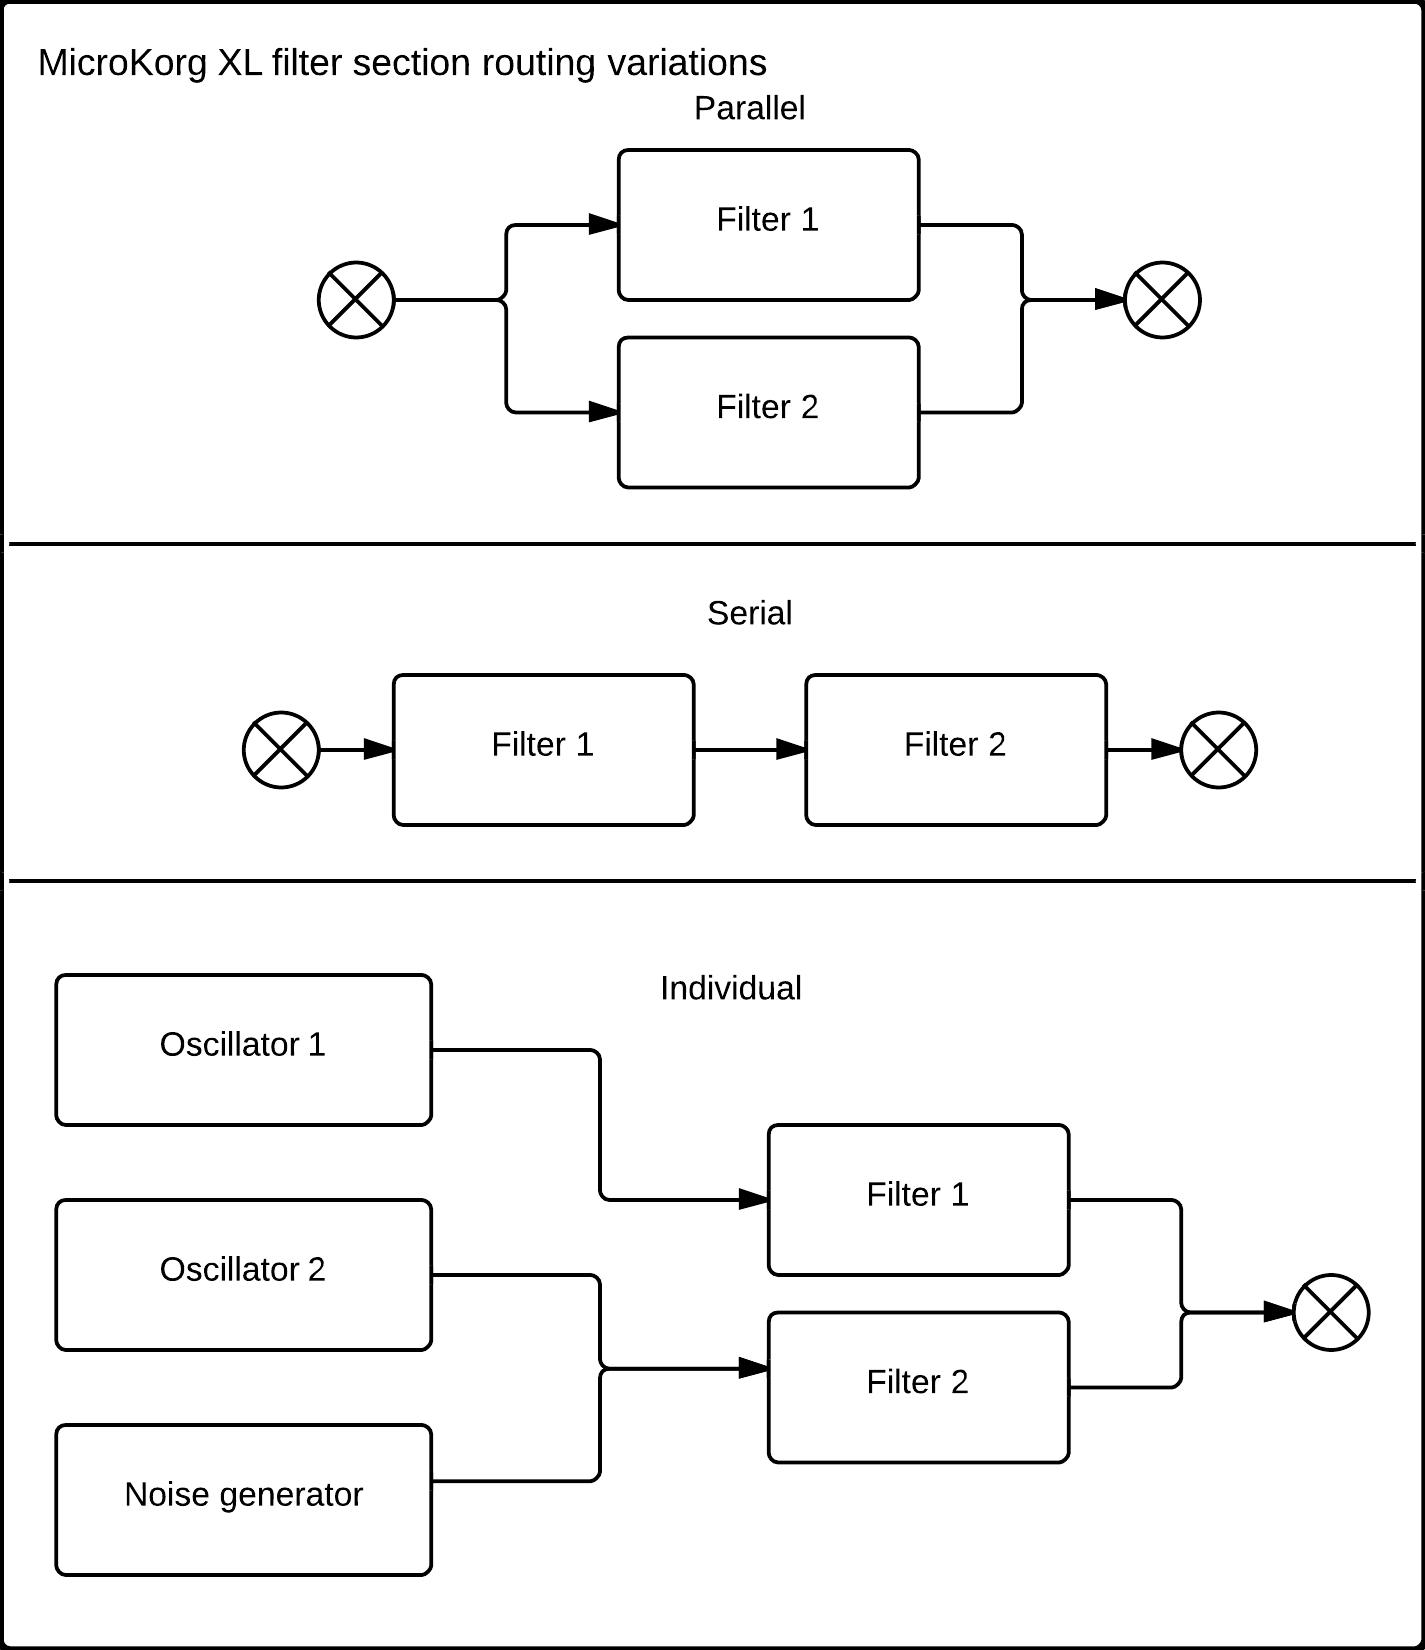 MicroKorg XL filter section routing variations
Parallel
Filter 1
Filter 2
Serial
Filter 1
Filter 2
Individual
Oscillator 1
Filter 1
Oscillator 2
Filter 2
Noise generator